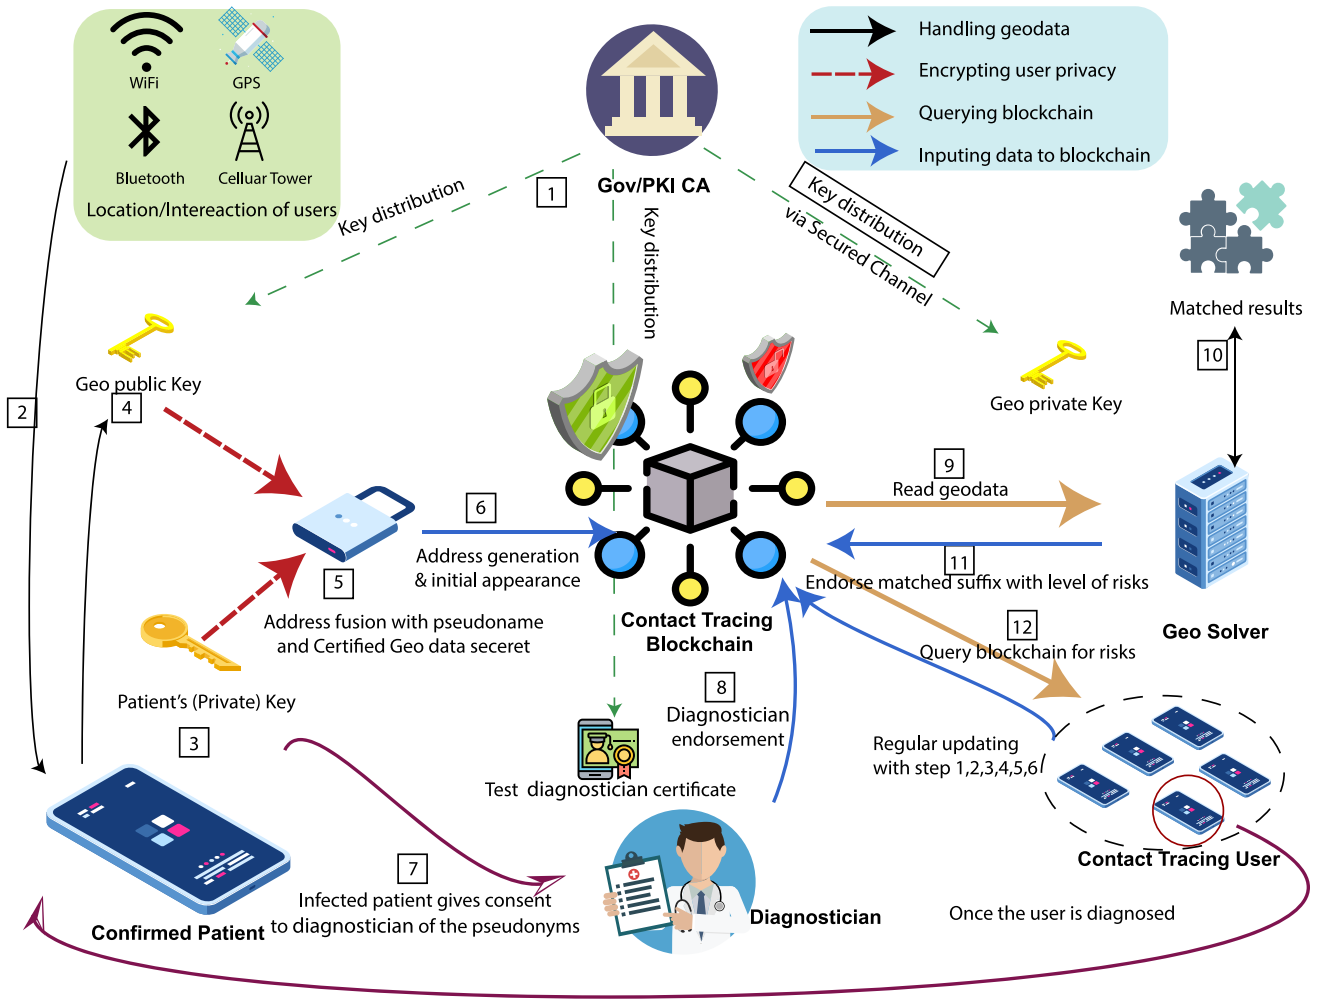 WiFi
GPS
Bluetooth
Celluar Tower
Location/Intereaction of users
Gov/PKI CA
Handling geodata
Encrypting user privacy
Querying blockchain
Inputing data to blockchain
1
Key distribution
Key distribution
Key distribution
via Secured Channel
Matched results
10
Geo public Key
4
2
Geo private Key
9
Read geodata
6
Address generation
& initial appearance
11
Endorse matched suffix with level of risks
5
Address fusion with pseudoname
and Certified Geo data seceret
Contact Tracing
Blockchain
12
Query blockchain for risks
Geo Solver
Patient's (Private) Key
3
8
Diagnostician
endorsement
Regular updating
with step 1,2,3,4,5,6
Test diagnostician certificate
Contact Tracing User
7
Infected patient gives consent
to diagnostician of the pseudonyms
Confirmed Patient
Diagnostician
Once the user is diagnosed